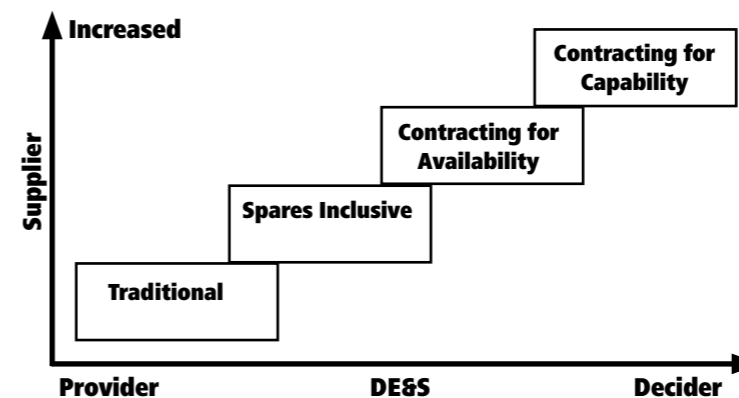 Increased
Contracting for
Capability
Contracting for
Availability
Supplier
Spares Inclusive
Traditional
Provider DE&S Decider